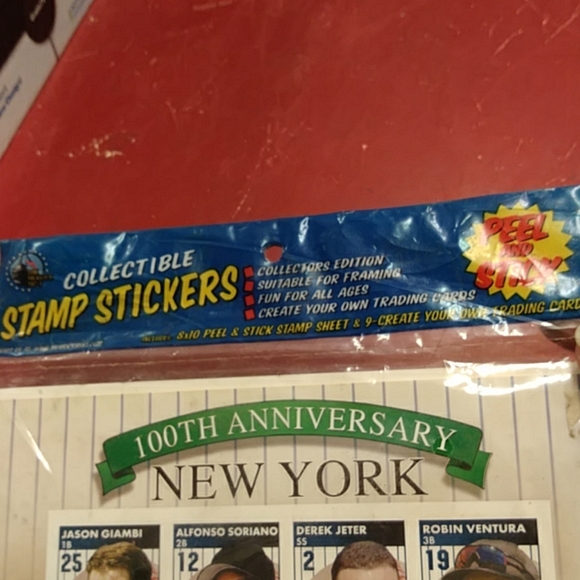 COLLECTIBLE
STAMP STICKERS
COLLECTORS EDITION
SUITABLE FOR FRAMING
FUN FOR ALL AGES
CREATE YOUR OWN TRADING CARDS
8x10 PEEL & STICK STAMP SHEET & 9-CREATE YOUR OWN TRADING CARD
PEEL
AND
STICK
100TH ANNIVERSARY
NEW YORK
JASON GIAMBI
1B
25
ALFONSO SORIANO
2B
12
DEREK JETER
SS
2
ROBIN VENTURA
3B
19